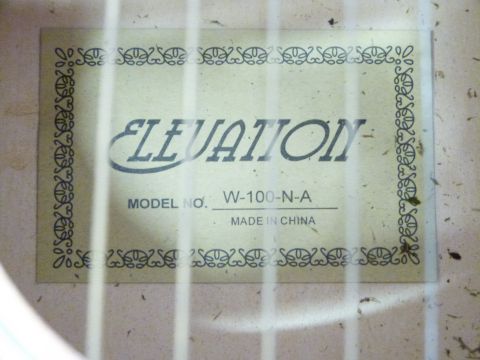 ELEVATION
MODEL NO. W-100-N-A
MADE IN CHINA